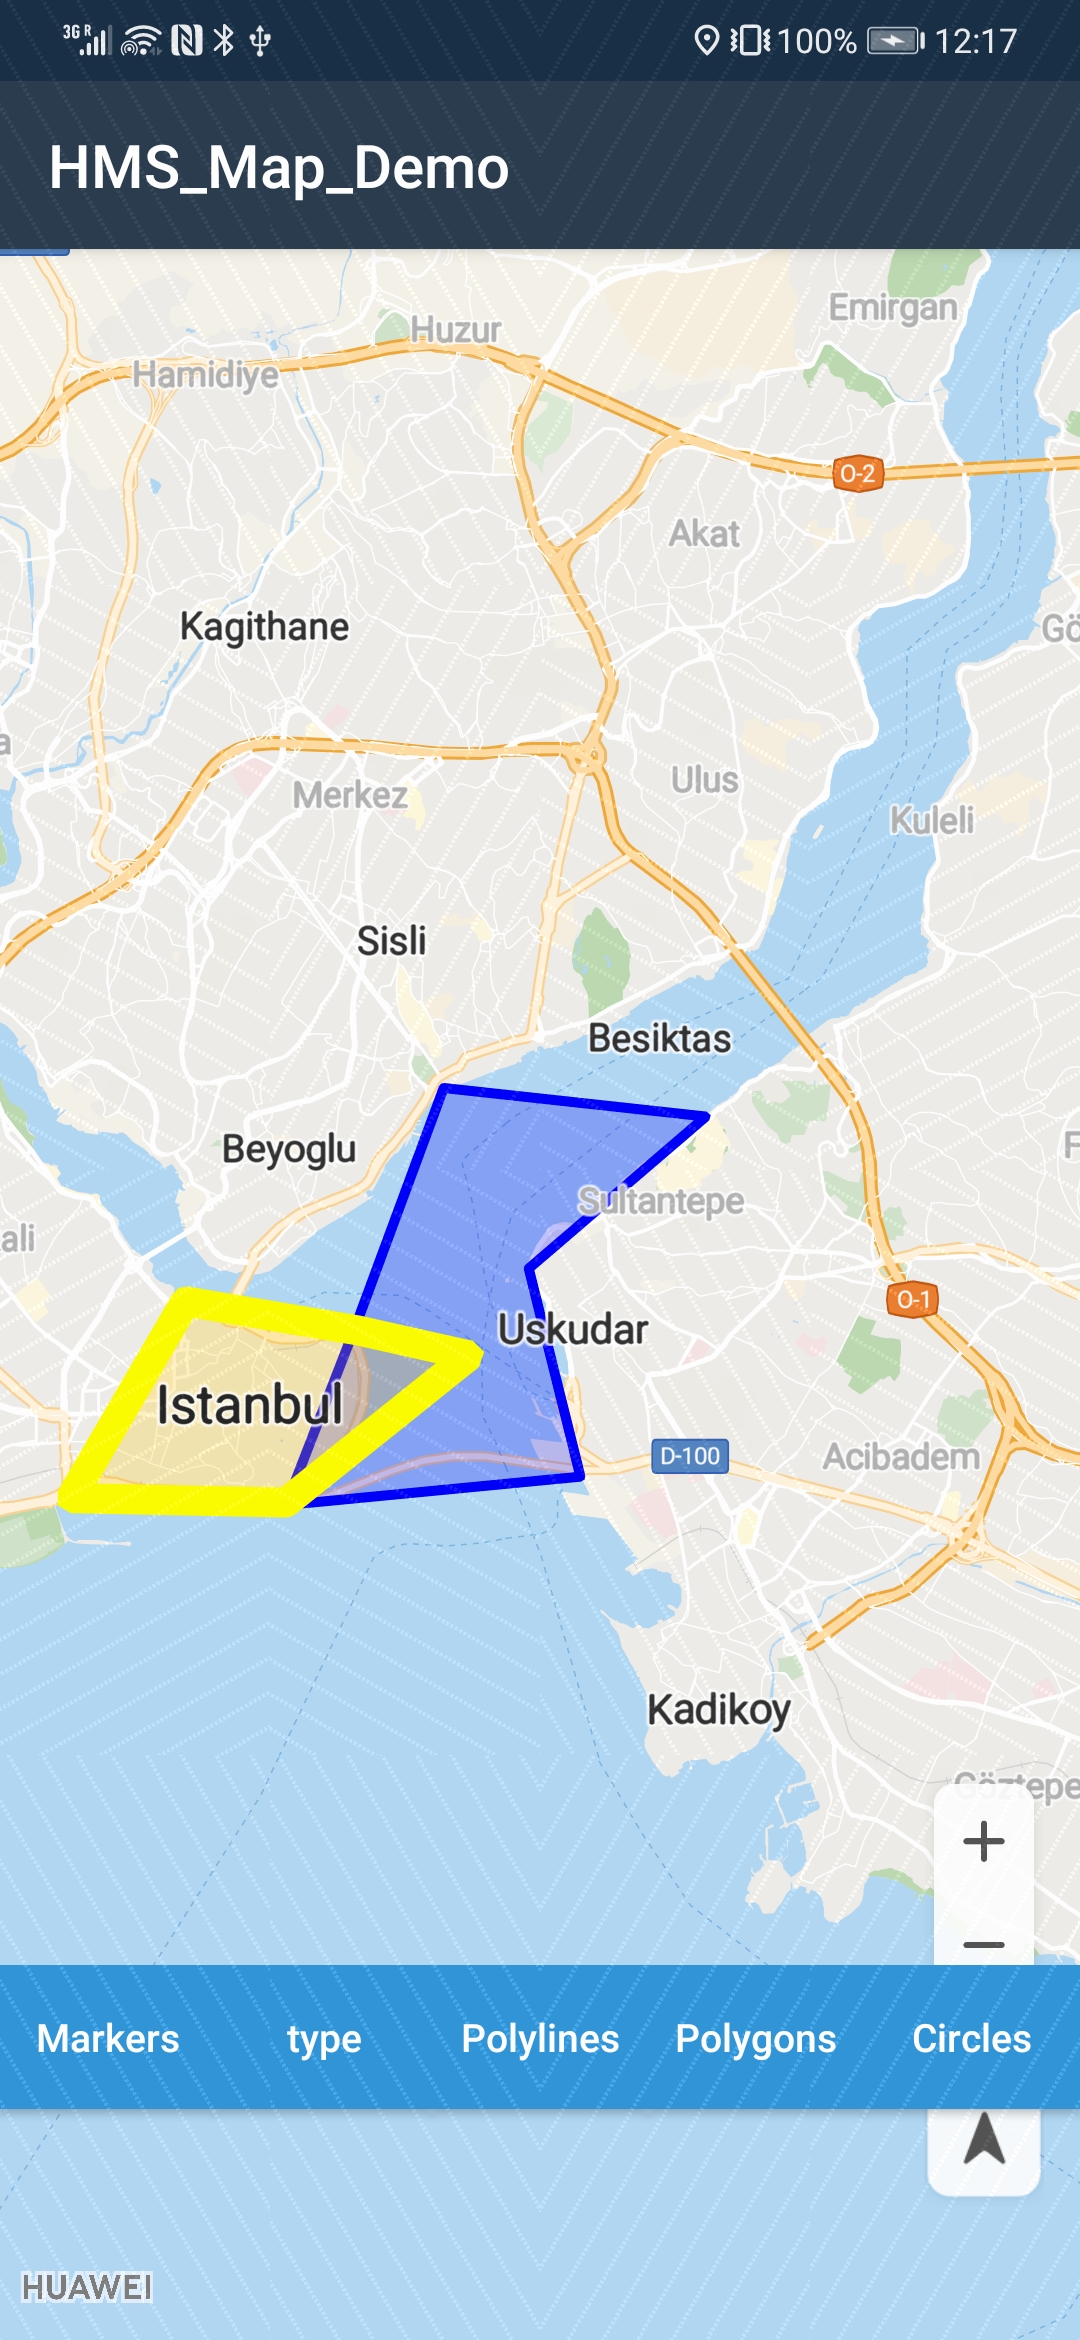 3G R 100% 12:17
HMS_Map_Demo
Emirgan
Huzur
Hamidiye
O-2
Akat
Kagithane
Gö
a
Ulus
Merkez
Kuleli
Sisli
Besiktas
Beyoglu
F
Sultantepe
ali
O-1
Uskudar
Istanbul
D-100
Acibadem
Kadikoy
Göztepe
+
−
Markers type Polylines Polygons Circles
HUAWEI